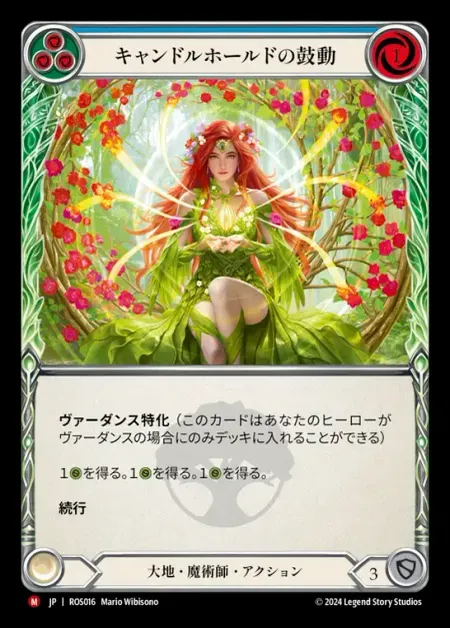 キャンドルホールドの鼓動
1
ヴァーダンス特化（このカードはあなたのヒーローが
ヴァーダンスの場合にのみデッキに入れることができる）
1を得る。1を得る。1を得る。
続行
大地・魔術師・アクション
3
M JP | ROS016 Mario Wibisono
© 2024 Legend Story Studios